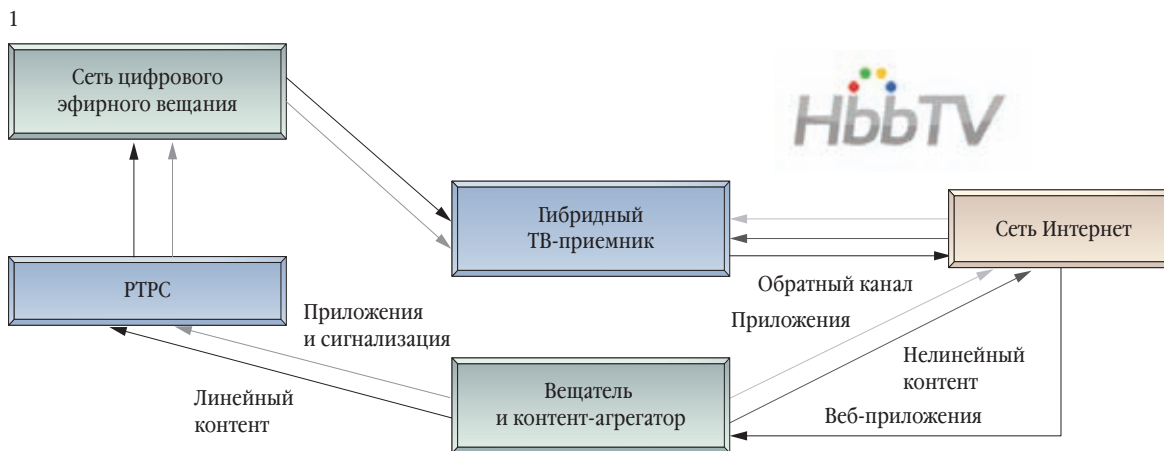 1
Сеть цифрового
эфирного вещания
HbbTV
Гибридный
ТВ-приемник
Сеть Интернет
РТРС
Обратный канал
Приложения
и сигнализация
Приложения
Нелинейный
контент
Линейный
контент
Вещатель
и контент-агрегатор
Веб-приложения